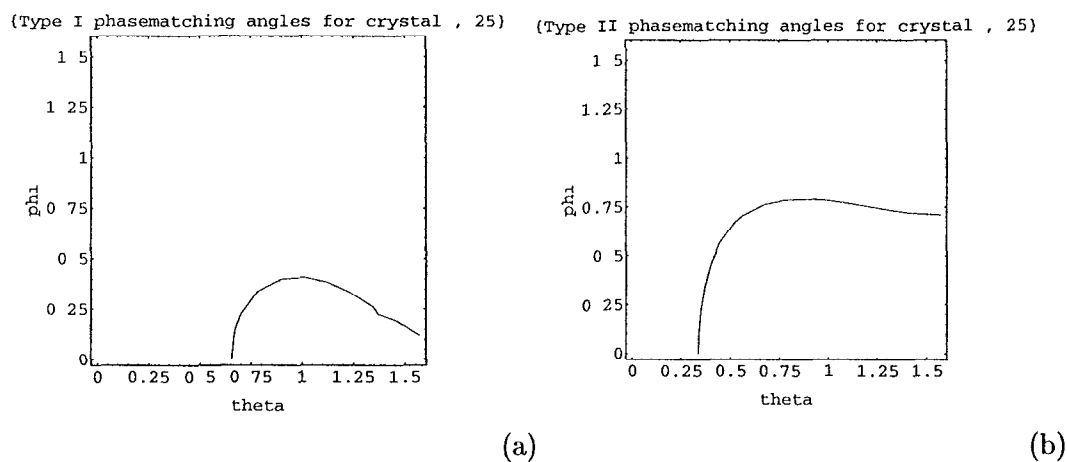 {Type I phasematching angles for crystal , 25}
1 5
1 25
1
0 75
0 5
0 25
0
phi
0 0.25 0 5 0 75 1 1.25 1.5
theta
(a)
{Type II phasematching angles for crystal , 25}
1 5
1.25
1
0.75
0 5
0 25
0
phi
0 0.25 0.5 0.75 1 1.25 1.5
theta
(b)